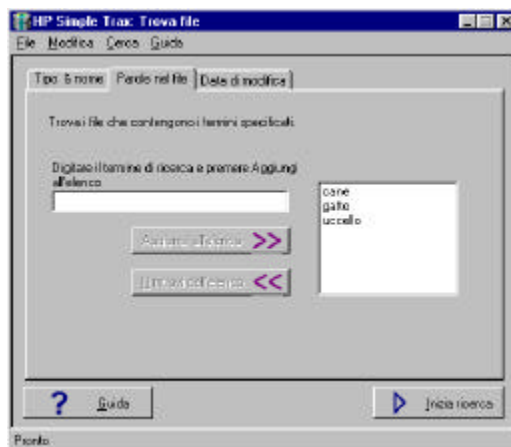 HP Simple Trax: Trova file
File Modifica Cerca Guida
Tipo & nome Parole nel file Data di modifica
Trova i file che contengono i termini specificati.
Digitare il termine di ricerca e premere Aggiungi
all'elenco
cane
gatto
uccello
Aggiungi all'elenco >>
Rimuovi dall'elenco <<
? Guida
Inizia ricerca
Pronto